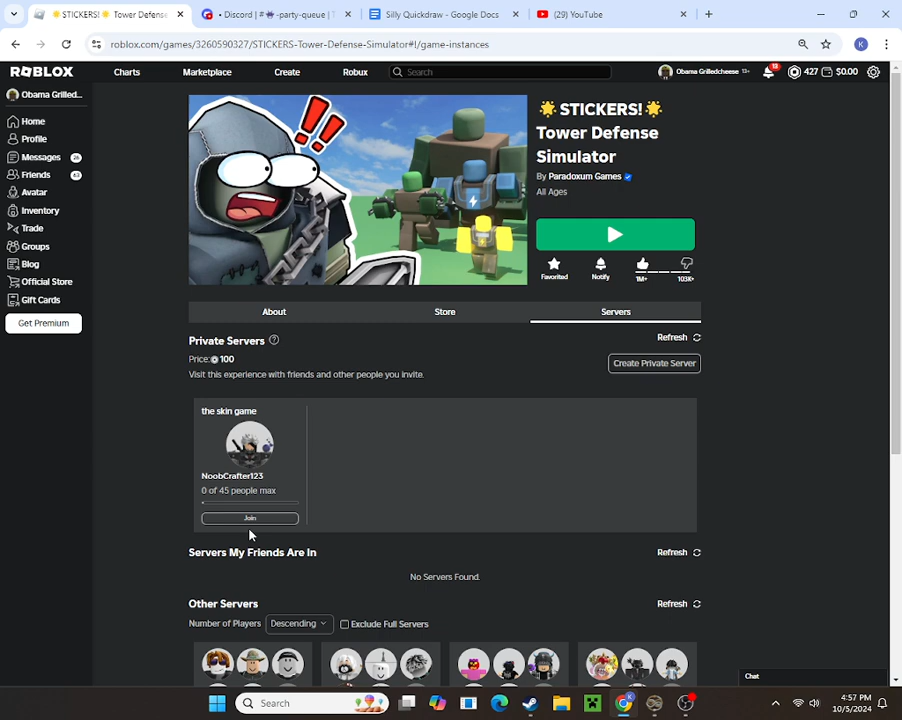 STICKERS! Tower Defense
• Discord | # -party-queue |
Silly Quickdraw - Google Docs
(29) YouTube
roblox.com/games/3260590327/STICKERS-Tower-Defense-Simulator#!/game-instances
K
ROBLOX
Charts
Marketplace
Create
Robux
Search
Obama Grilledcheese 13+
427
$0.00
Obama Grilled...
Home
Profile
Messages 26
Friends 63
Avatar
Inventory
Trade
Groups
Blog
Official Store
Gift Cards
Get Premium
🌟 STICKERS!🌟
Tower Defense
Simulator
By Paradoxum Games
All Ages
Favorited
Notify
1M+
103K+
About
Store
Servers
Private Servers
Refresh
Price: 100
Create Private Server
Visit this experience with friends and other people you invite.
the skin game
NoobCrafter123
0 of 45 people max
Join
Servers My Friends Are In
Refresh
No Servers Found.
Other Servers
Refresh
Number of Players
Descending
Exclude Full Servers
Chat
Search
4:57 PM
10/5/2024